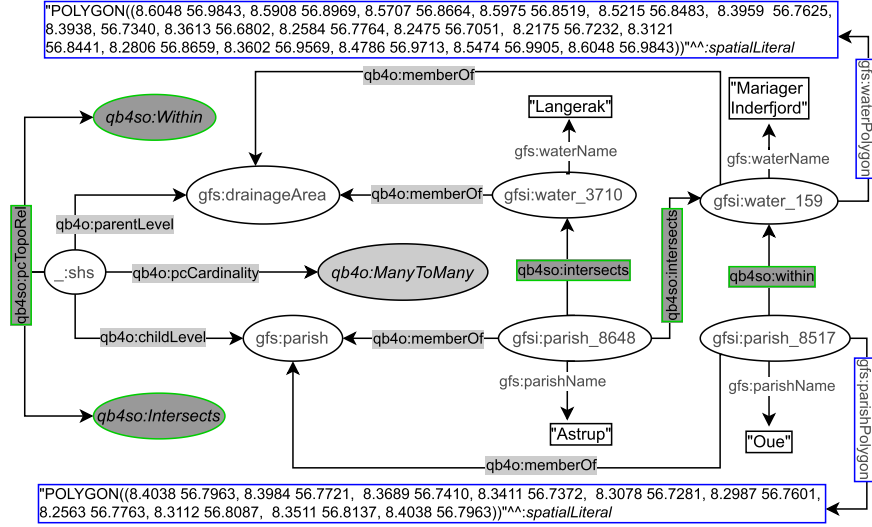 "POLYGON((8.6048 56.9843, 8.5908 56.8969, 8.5707 56.8664, 8.5975 56.8519, 8.5215 56.8483, 8.3959 56.7625,
8.3938, 56.7340, 8.3613 56.6802, 8.2584 56.7764, 8.2475 56.7051, 8.2175 56.7232, 8.3121
56.8441, 8.2806 56.8659, 8.3602 56.9569, 8.4786 56.9713, 8.5474 56.9905, 8.6048 56.9843))"^^:spatialLiteral
qb4o:memberOf
gfs:waterPolygon
"Langerak"
"Mariager
Inderfjord"
qb4so:Within
gfs:waterName
gfs:waterName
gfs:drainageArea
qb4o:memberOf
gfsi:water_3710
gfsi:water_159
qb4so:pcTopoRel
qb4o:parentLevel
qb4so:intersects
_:shs
qb4o:pcCardinality
qb4o:ManyToMany
qb4so:intersects
qb4so:within
qb4o:childLevel
gfs:parish
qb4o:memberOf
gfsi:parish_8648
gfsi:parish_8517
gfs:parishName
gfs:parishName
gfs:parishPolygon
qb4so:Intersects
"Astrup"
"Oue"
qb4o:memberOf
"POLYGON((8.4038 56.7963, 8.3984 56.7721, 8.3689 56.7410, 8.3411 56.7372, 8.3078 56.7281, 8.2987 56.7601,
8.2563 56.7763, 8.3112 56.8087, 8.3511 56.8137, 8.4038 56.7963))"^^:spatialLiteral